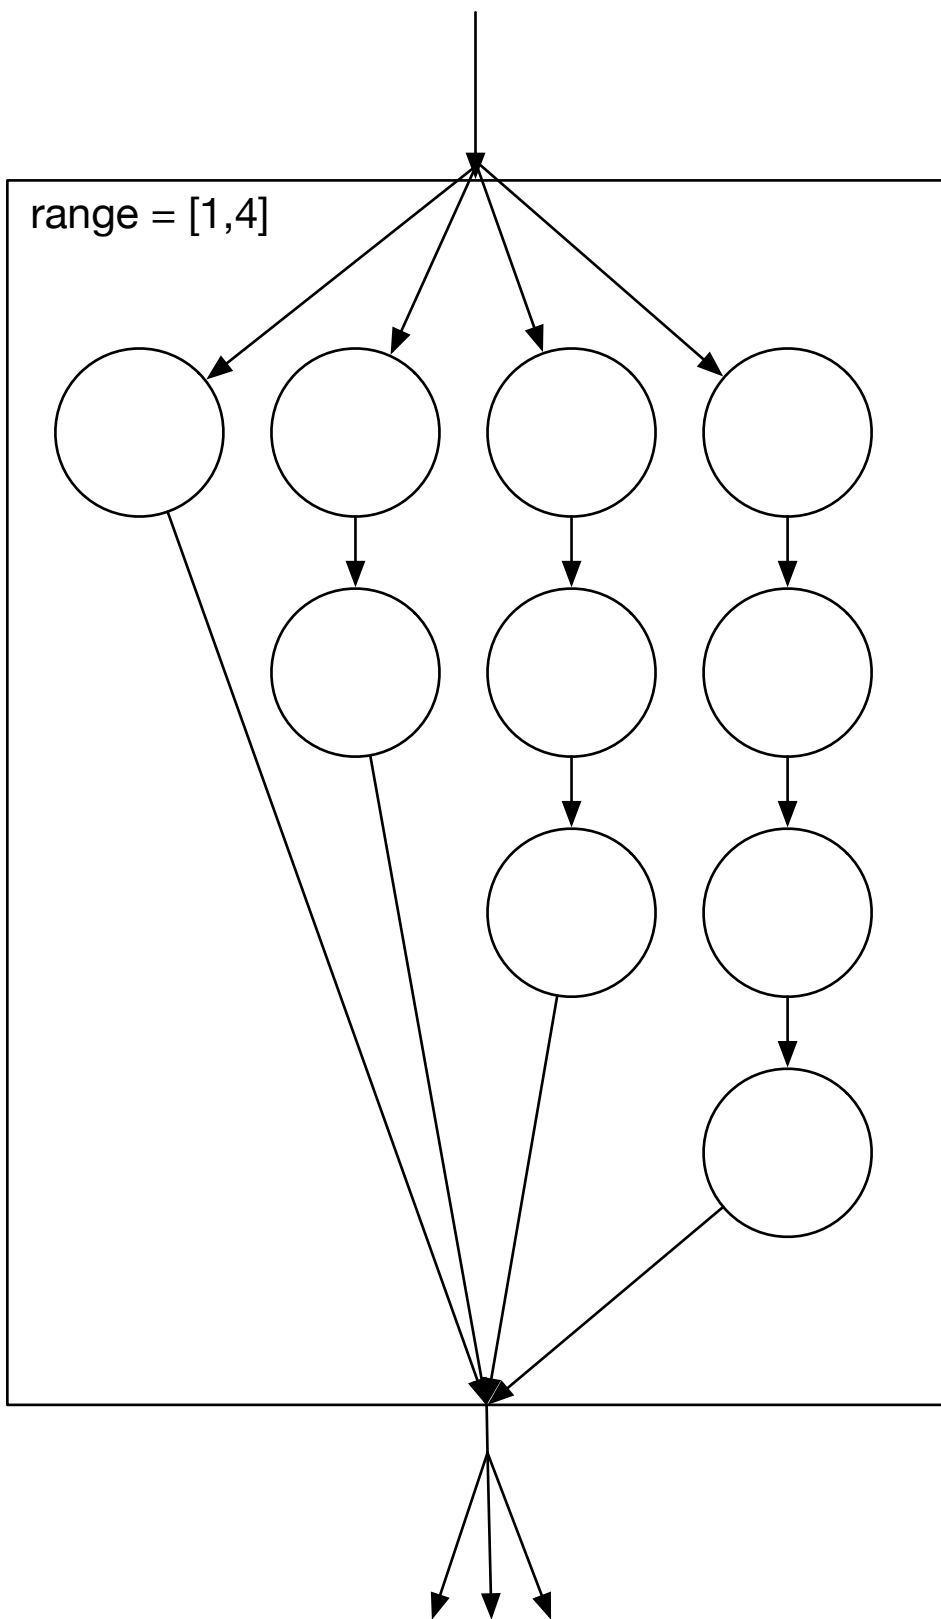 range = [1,4]